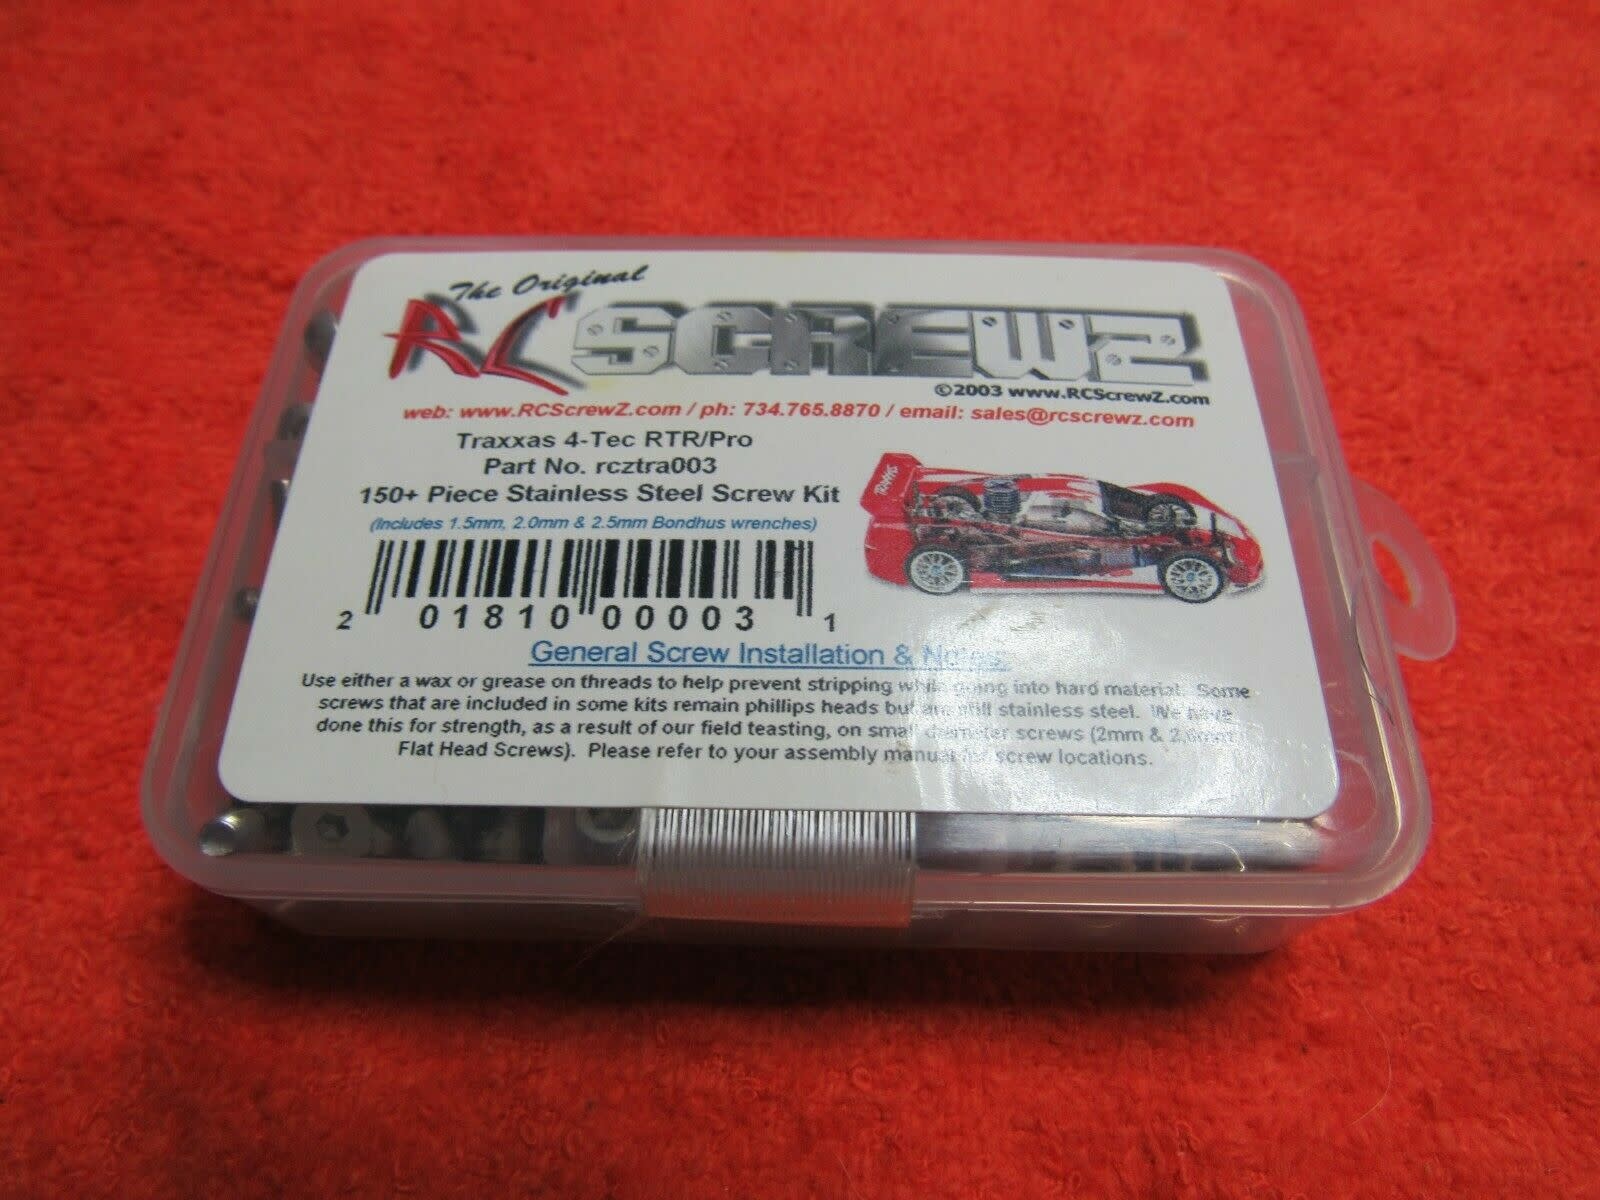 The Original
RC SCREWZ
©2003 www.RCScrewZ.com
web: www.RCScrewZ.com / ph: 734.765.8870 / email: sales@rcscrewz.com
Traxxas 4-Tec RTR/Pro
Part No. rcztra003
150+ Piece Stainless Steel Screw Kit
(Includes 1.5mm, 2.0mm & 2.5mm Bondhus wrenches)
2 01810 00003 1
Traxxas
General Screw Installation & Notes:
Use either a wax or grease on threads to help prevent stripping while going into hard material. Some
screws that are included in some kits remain phillips heads but are still stainless steel. We have
done this for strength, as a result of our field teasting, on small diameter screws (2mm & 2.6mm
Flat Head Screws). Please refer to your assembly manual for screw locations.